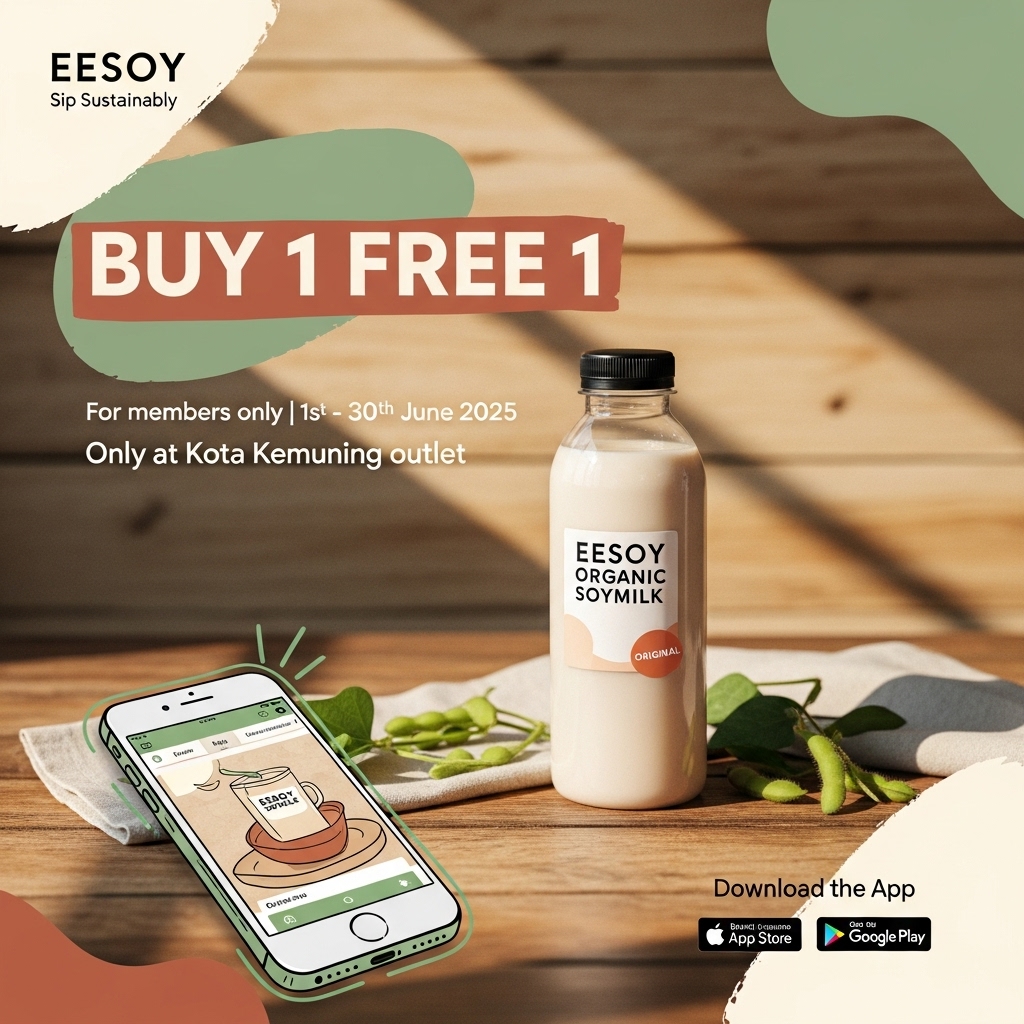 EESOY
Sip Sustainably
BUY 1 FREE 1
For members only | 1st - 30th June 2025
Only at Kota Kemuning outlet
EESOY
ORGANIC
SOYMILK
ORIGINAL
Download the App
App Store
Google Play